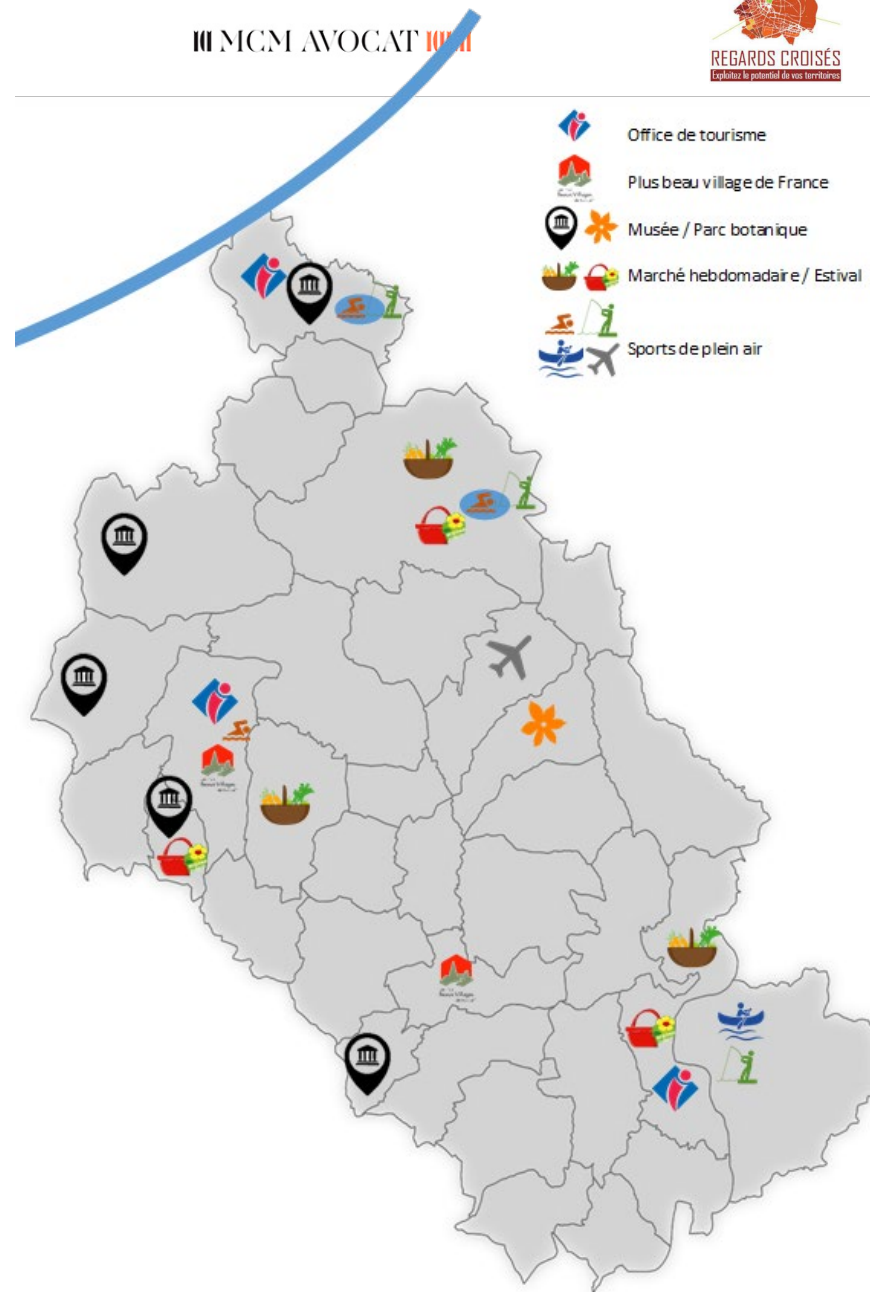 MCM AVOCAT
REGARDS CROISÉS
Exploitez le potentiel de vos territoires
Office de tourisme
Plus beau village de France
Musée / Parc botanique
Marché hebdomadaire / Estival
Sports de plein air